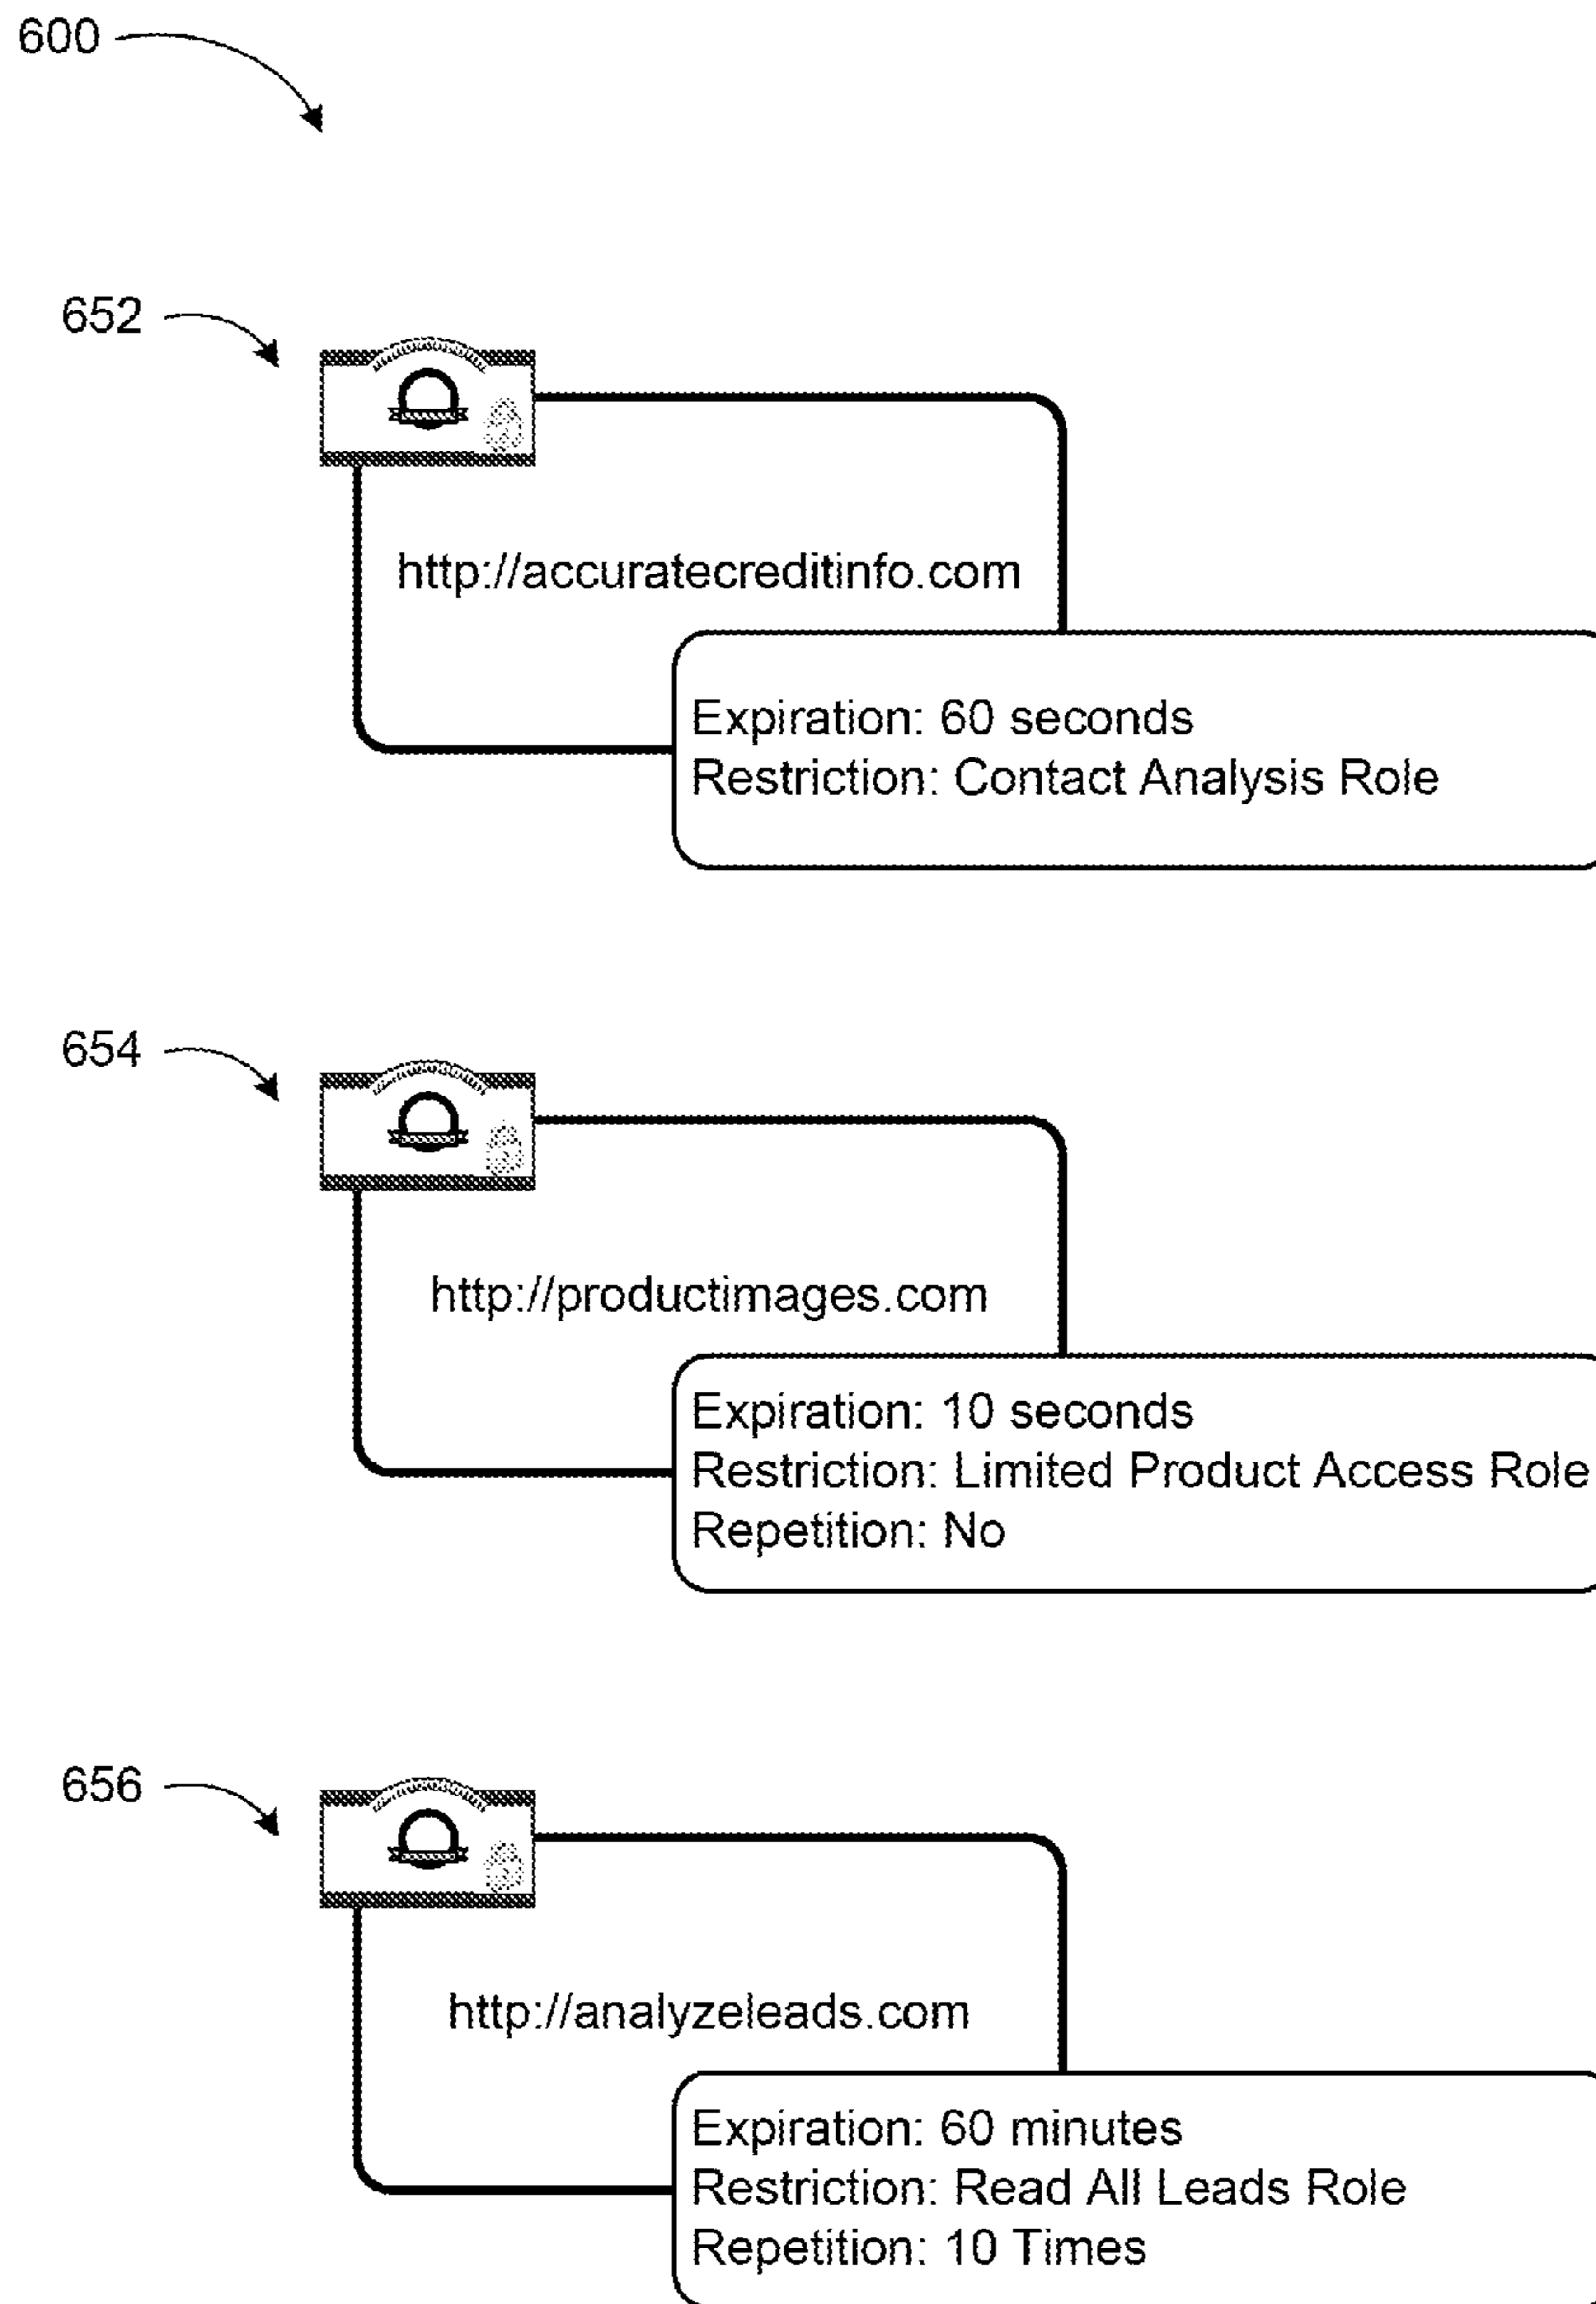 600
652
http://accuratecreditinfo.com
Expiration: 60 seconds
Restriction: Contact Analysis Role
654
http://productimages.com
Expiration: 10 seconds
Restriction: Limited Product Access Role
Repetition: No
656
http://analyzeleads.com
Expiration: 60 minutes
Restriction: Read All Leads Role
Repetition: 10 Times